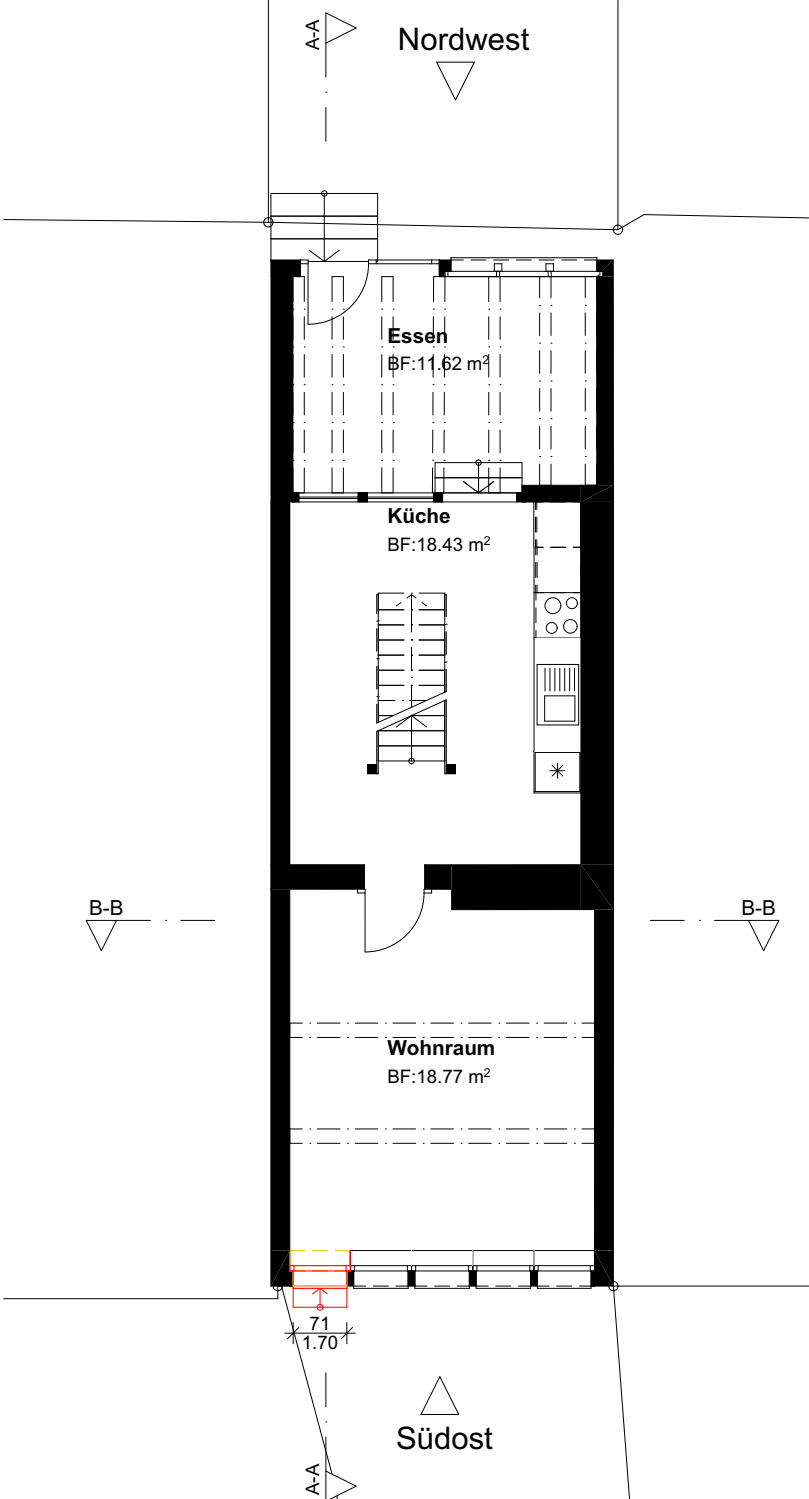 A-A
Nordwest
Essen
BF:11.62 m²
Küche
BF:18.43 m²
B-B
B-B
Wohnraum
BF:18.77 m²
71
1.70
Südost
A-A